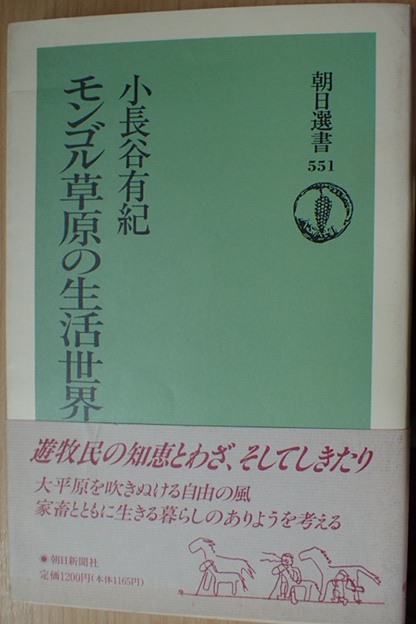 朝日選書
551
小長谷有紀
モンゴル草原の生活世界
遊牧民の知恵とわざ、そしてしきたり
大平原を吹きぬける自由の風
家畜とともに生きる暮らしのありようを考える
朝日新聞社
定価1200円(本体1165円)